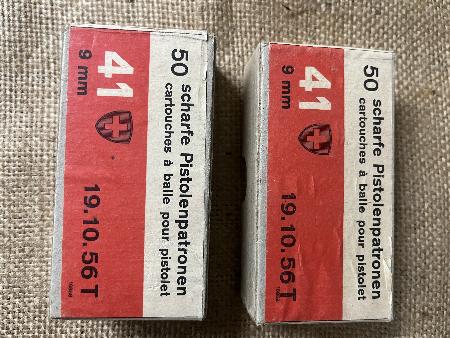 50 scharfe Pistolenpatronen
cartouches à balle pour pistolet
41
9 mm
19.10.56 T
50 scharfe Pistolenpatronen
cartouches à balle pour pistolet
41
9 mm
19.10.56 T